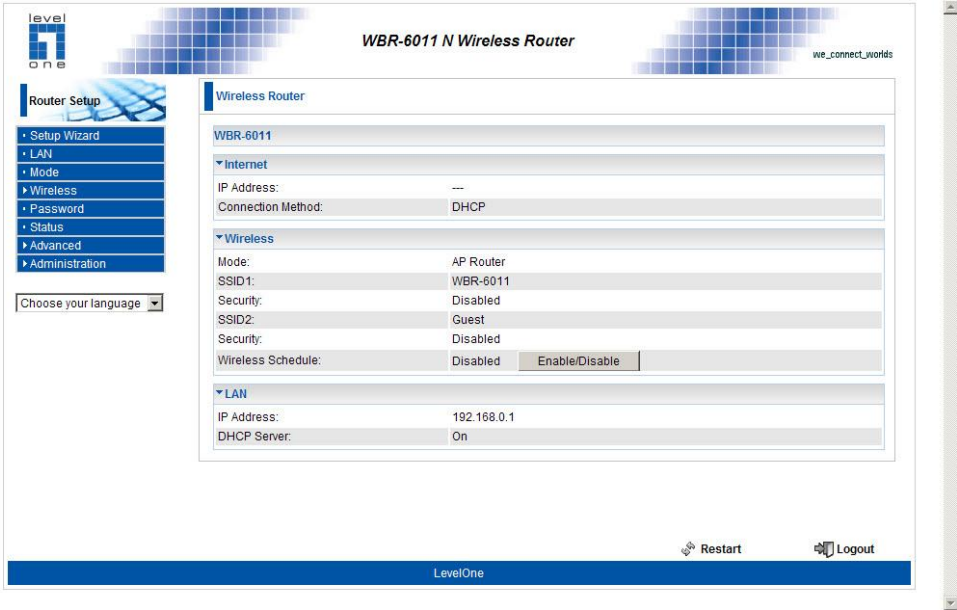 level
one
WBR-6011 N Wireless Router
we_connect_worlds
Router Setup
Setup Wizard
LAN
Mode
Wireless
Password
Status
Advanced
Administration
Choose your language
Wireless Router
WBR-6011
Internet
IP Address: ---
Connection Method: DHCP
Wireless
Mode: AP Router
SSID1: WBR-6011
Security: Disabled
SSID2: Guest
Security: Disabled
Wireless Schedule: Disabled Enable/Disable
LAN
IP Address: 192.168.0.1
DHCP Server: On
Restart Logout
LevelOne